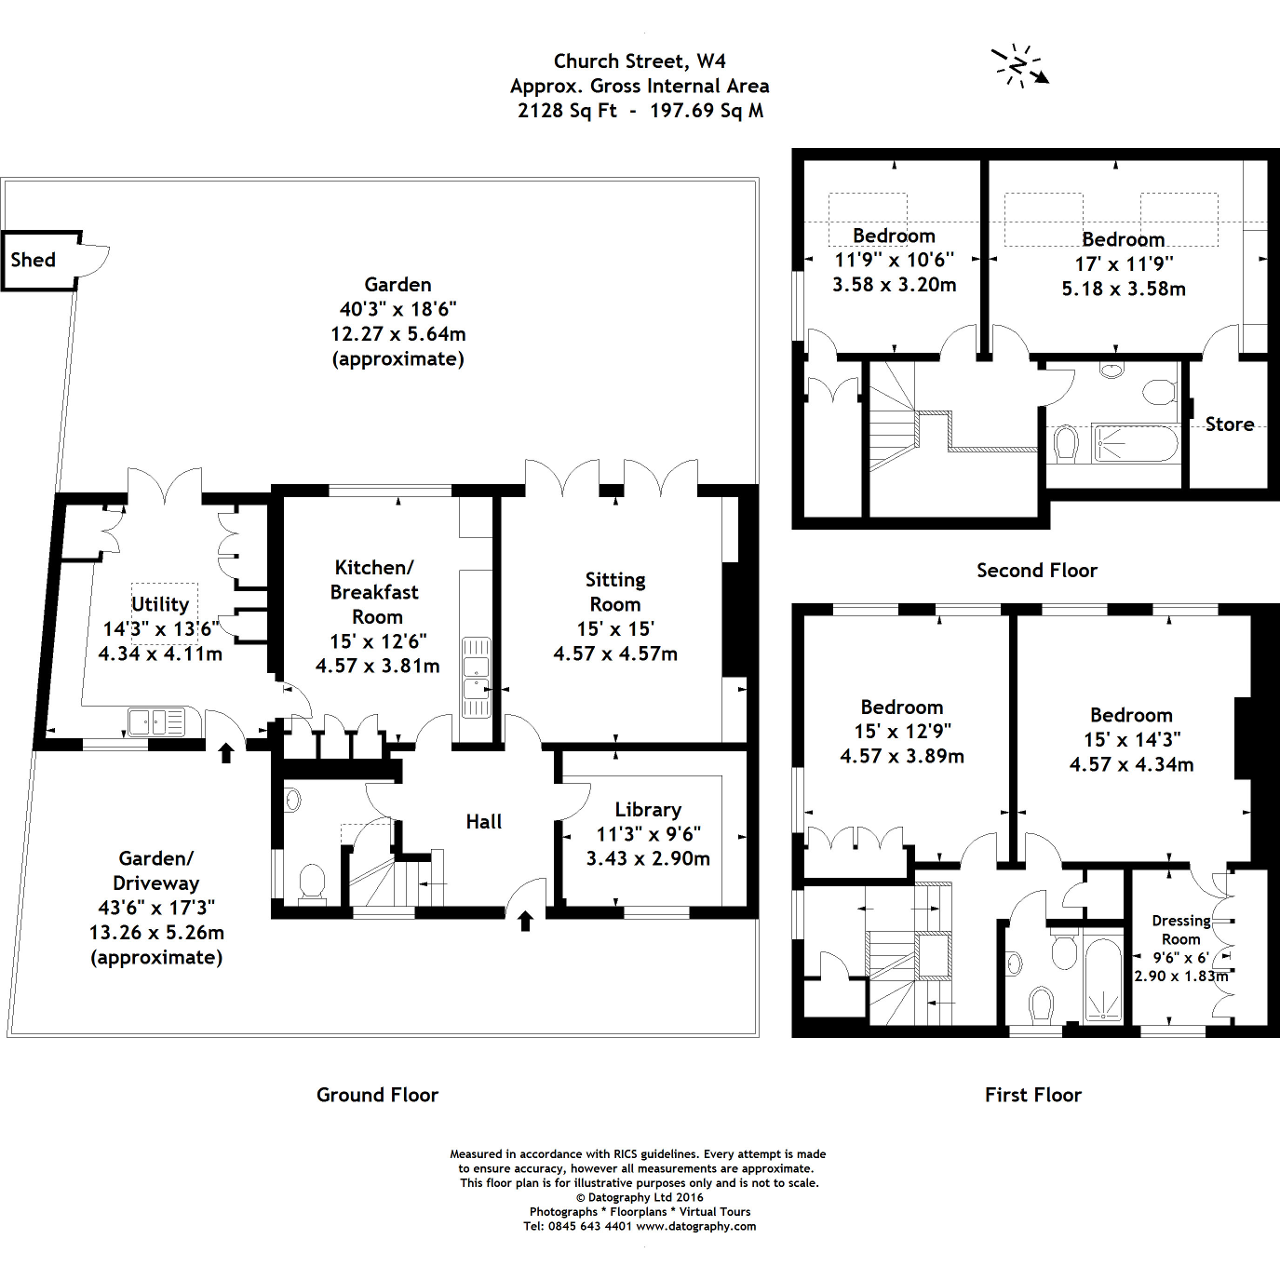 Church Street, W4
Approx. Gross Internal Area
2128 Sq Ft - 197.69 Sq M
N
Shed
Garden
40'3" x 18'6"
12.27 x 5.64m
(approximate)
Bedroom
11'9" x 10'6"
3.58 x 3.20m
Bedroom
17' x 11'9"
5.18 x 3.58m
Store
Second Floor
Utility
14'3" x 13'6"
4.34 x 4.11m
Kitchen/
Breakfast
Room
15' x 12'6"
4.57 x 3.81m
Sitting
Room
15' x 15'
4.57 x 4.57m
Hall
Library
11'3" x 9'6"
3.43 x 2.90m
Garden/
Driveway
43'6" x 17'3"
13.26 x 5.26m
(approximate)
Ground Floor
Bedroom
15' x 12'9"
4.57 x 3.89m
Bedroom
15' x 14'3"
4.57 x 4.34m
Dressing
Room
9'6" x 6'
2.90 x 1.83m
First Floor
Measured in accordance with RICS guidelines. Every attempt is made
to ensure accuracy, however all measurements are approximate.
This floor plan is for illustrative purposes only and is not to scale.
© Datography Ltd 2016
Photographs * Floorplans * Virtual Tours
Tel: 0845 643 4401 www.datography.com